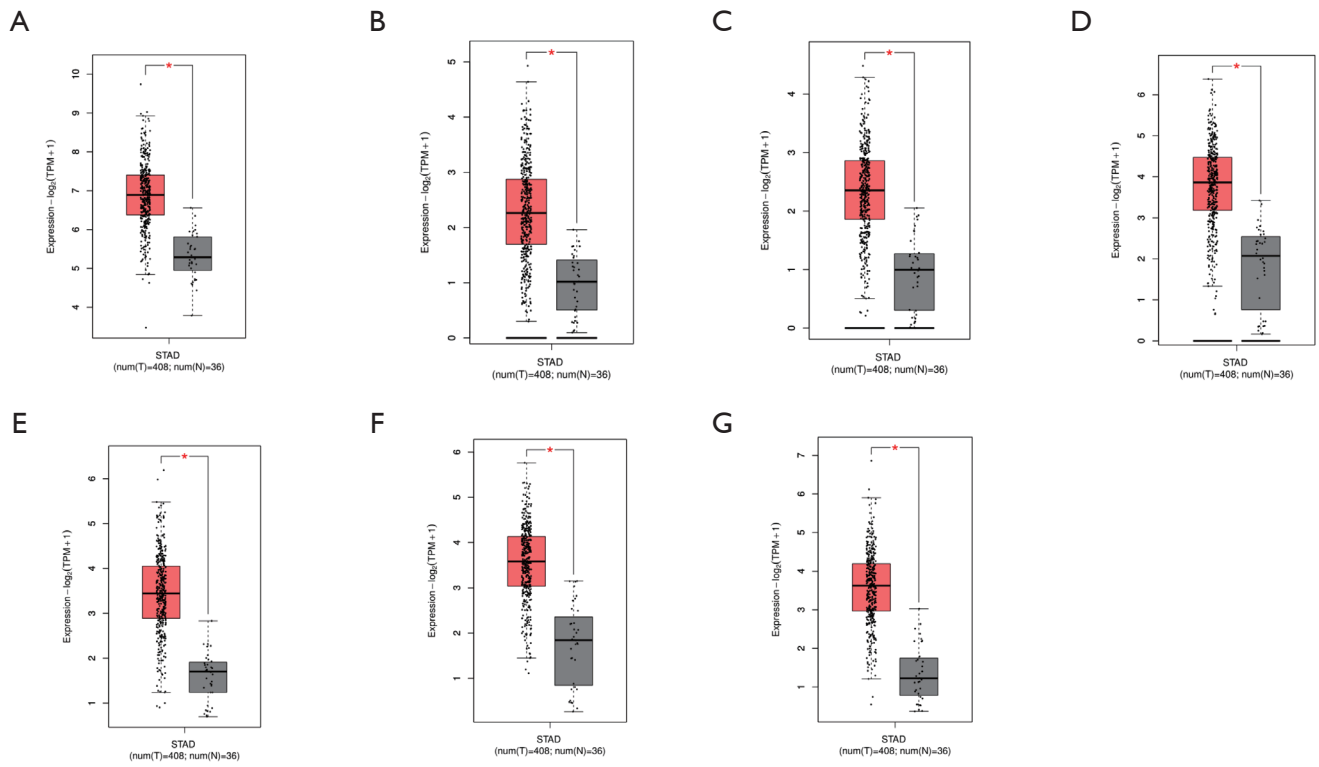 A
B
C
D
Expression−log₂(TPM+1)
10
9
8
7
6
5
4
*
STAD
(num(T)=408; num(N)=36)
Expression−log₂(TPM+1)
5
4
3
2
1
0
*
STAD
(num(T)=408; num(N)=36)
Expression−log₂(TPM+1)
4
3
2
1
0
*
STAD
(num(T)=408; num(N)=36)
Expression−log₂(TPM+1)
6
5
4
3
2
1
0
*
STAD
(num(T)=408; num(N)=36)
E
F
G
Expression−log₂(TPM+1)
6
5
4
3
2
1
*
STAD
(num(T)=408; num(N)=36)
Expression−log₂(TPM+1)
6
5
4
3
2
1
*
STAD
(num(T)=408; num(N)=36)
Expression−log₂(TPM+1)
7
6
5
4
3
2
1
*
STAD
(num(T)=408; num(N)=36)